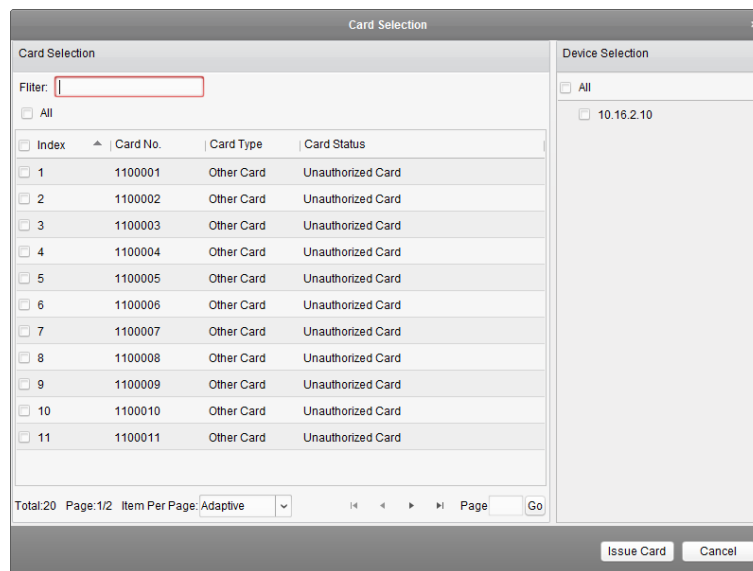 Card Selection
Card Selection
Device Selection
Fliter:
All
All
10.16.2.10
Index Card No. Card Type Card Status
1 1100001 Other Card Unauthorized Card
2 1100002 Other Card Unauthorized Card
3 1100003 Other Card Unauthorized Card
4 1100004 Other Card Unauthorized Card
5 1100005 Other Card Unauthorized Card
6 1100006 Other Card Unauthorized Card
7 1100007 Other Card Unauthorized Card
8 1100008 Other Card Unauthorized Card
9 1100009 Other Card Unauthorized Card
10 1100010 Other Card Unauthorized Card
11 1100011 Other Card Unauthorized Card
Total:20 Page:1/2 Item Per Page: Adaptive Page Go
Issue Card Cancel